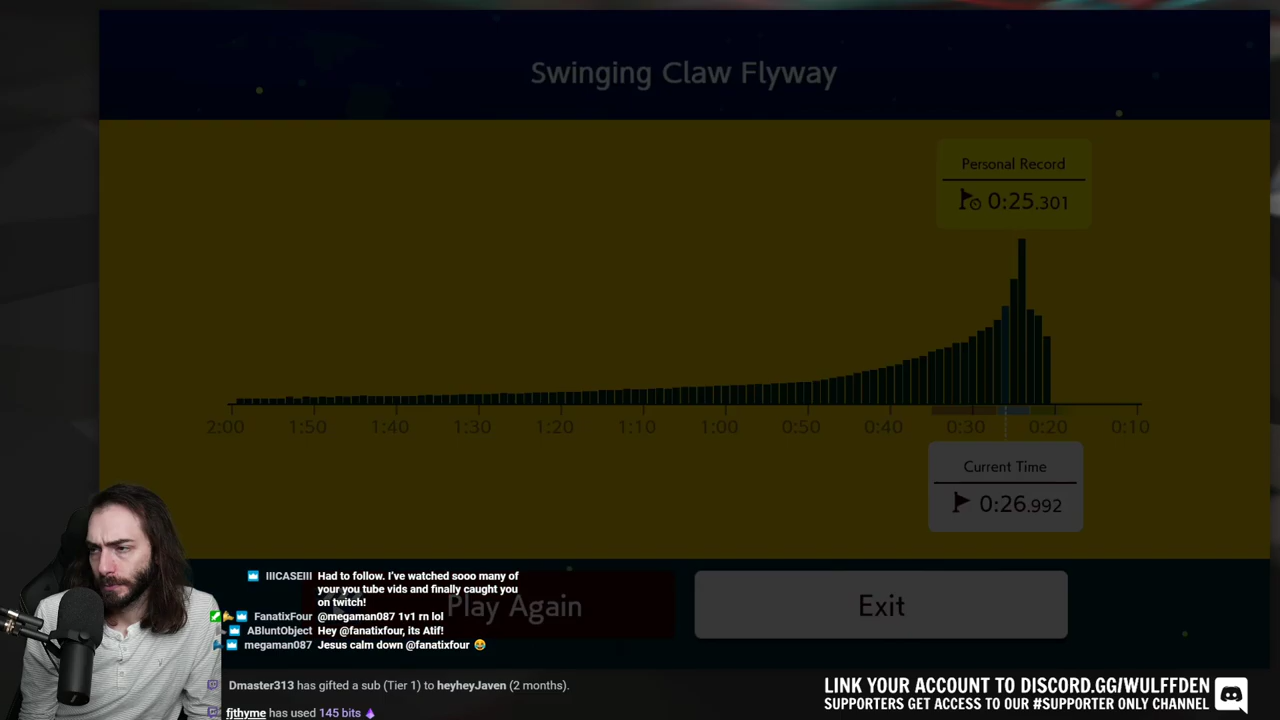 Swinging Claw Flyway
Personal Record
0:25.301
2:00 1:50 1:40 1:30 1:20 1:10 1:00 0:50 0:40 0:30 0:20 0:10
Current Time
0:26.992
Play Again
Exit
IIICASEIII Had to follow. I've watched sooo many of
your you tube vids and finally caught you
on twitch!
FanatixFour @megaman087 1v1 rn lol
ABluntObject Hey @fanatixfour, its Atif!
megaman087 Jesus calm down @fanatixfour 😂
Dmaster313 has gifted a sub (Tier 1) to heyheyJaven (2 months).
fjthyme has used 145 bits
LINK YOUR ACCOUNT TO DISCORD.GG/WULFFDEN
SUPPORTERS GET ACCESS TO OUR #SUPPORTER ONLY CHANNEL